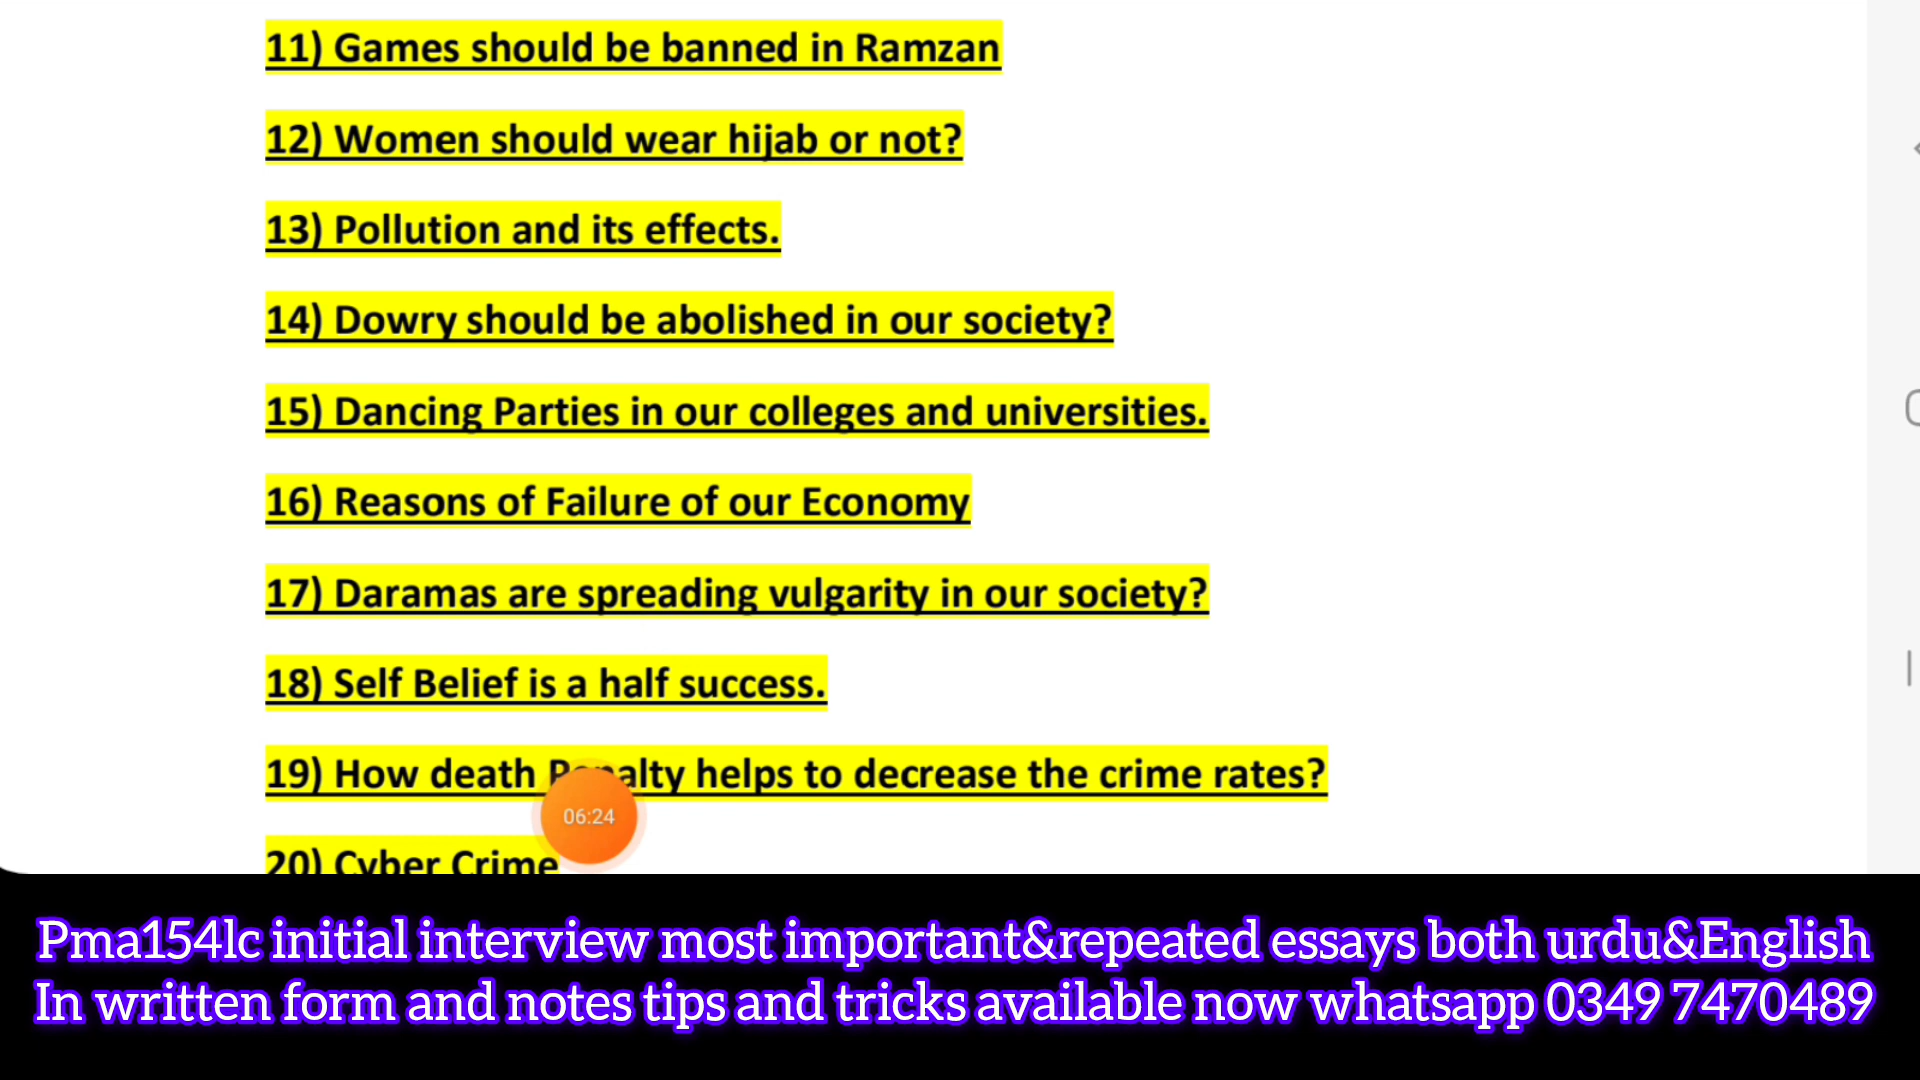 11) Games should be banned in Ramzan
12) Women should wear hijab or not?
13) Pollution and its effects.
14) Dowry should be abolished in our society?
15) Dancing Parties in our colleges and universities.
16) Reasons of Failure of our Economy
17) Daramas are spreading vulgarity in our society?
18) Self Belief is a half success.
19) How death Penalty helps to decrease the crime rates?
06:24
20) Cyber Crime
Pma154lc initial interview most important&repeated essays both urdu&English
In written form and notes tips and tricks available now whatsapp 0349 7470489